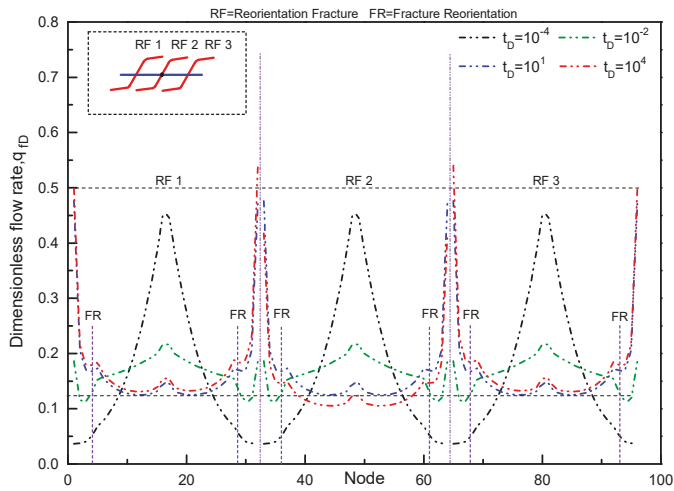 RF=Reorientation Fracture FR=Fracture Reorientation
RF 1 RF 2 RF 3
t_D=10^-4 t_D=10^-2
t_D=10^1 t_D=10^4
Dimensionless flow rate,q_fD
0.8
0.7
0.6
0.5
0.4
0.3
0.2
0.1
0.0
RF 1 RF 2 RF 3
FR FR FR FR FR FR
0 20 40 60 80 100
Node